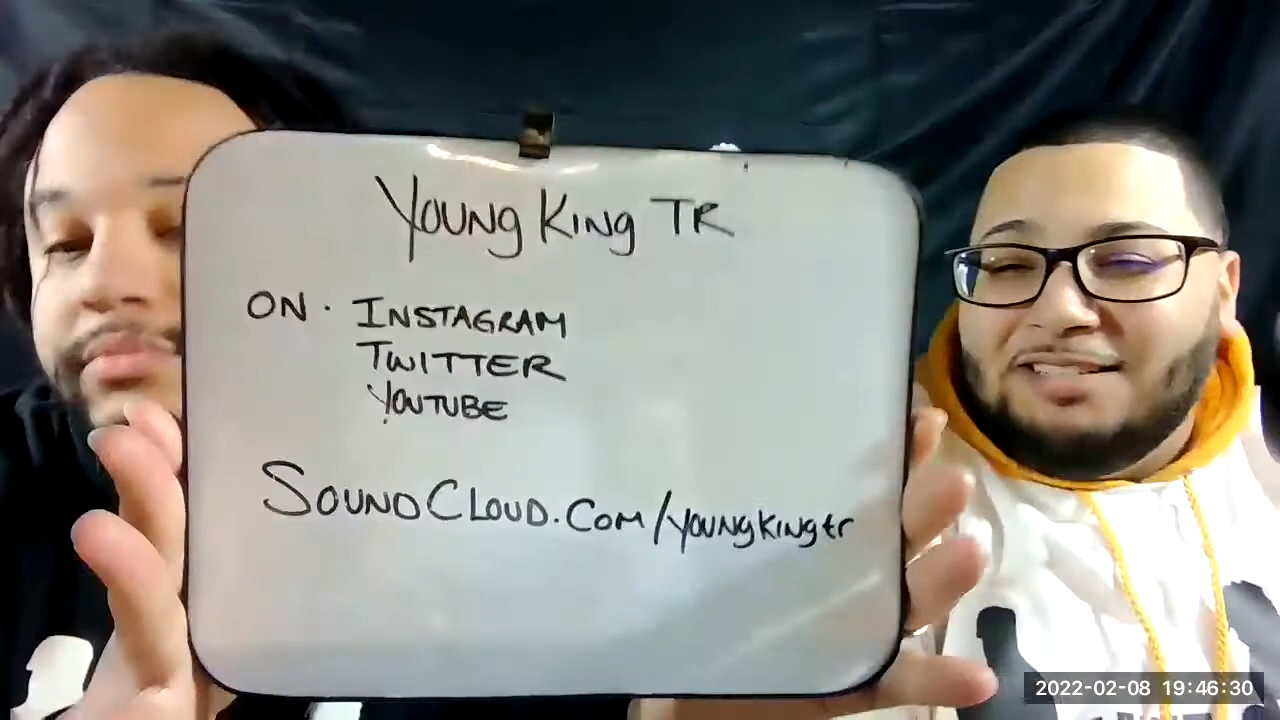 Young King TR
ON · INSTAGRAM
TWITTER
YOUTUBE
SOUNDCLOUD.COM/youngkingtr
2022-02-08 19:46:30